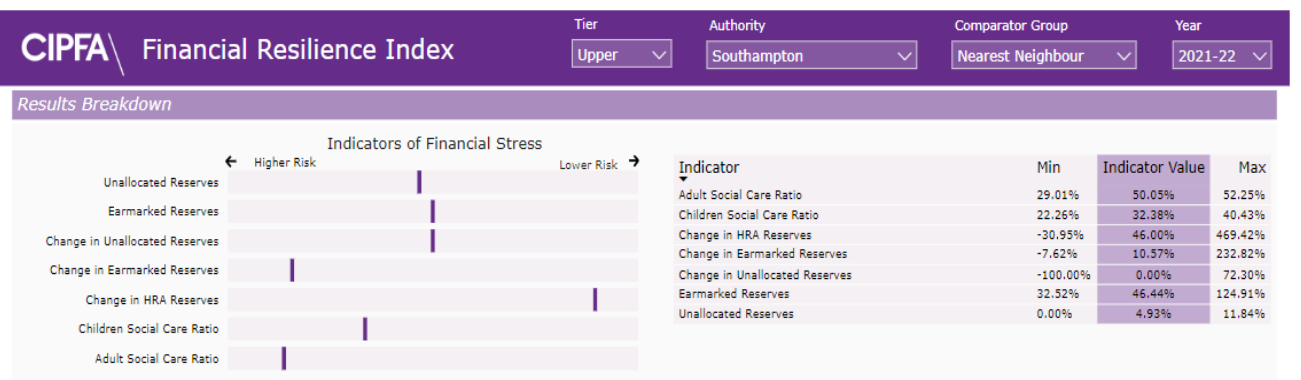 Tier
Authority
Comparator Group
Year
CIPFA\ Financial Resilience Index
Upper
Southampton
Nearest Neighbour
2021-22
Results Breakdown
Indicators of Financial Stress
← Higher Risk
Lower Risk →
Unallocated Reserves
Earmarked Reserves
Change in Unallocated Reserves
Change in Earmarked Reserves
Change in HRA Reserves
Children Social Care Ratio
Adult Social Care Ratio
Indicator Min Indicator Value Max
Adult Social Care Ratio 29.01% 50.05% 52.25%
Children Social Care Ratio 22.26% 32.38% 40.43%
Change in HRA Reserves -30.95% 46.00% 469.42%
Change in Earmarked Reserves -7.62% 10.57% 232.82%
Change in Unallocated Reserves -100.00% 0.00% 72.30%
Earmarked Reserves 32.52% 46.44% 124.91%
Unallocated Reserves 0.00% 4.93% 11.84%